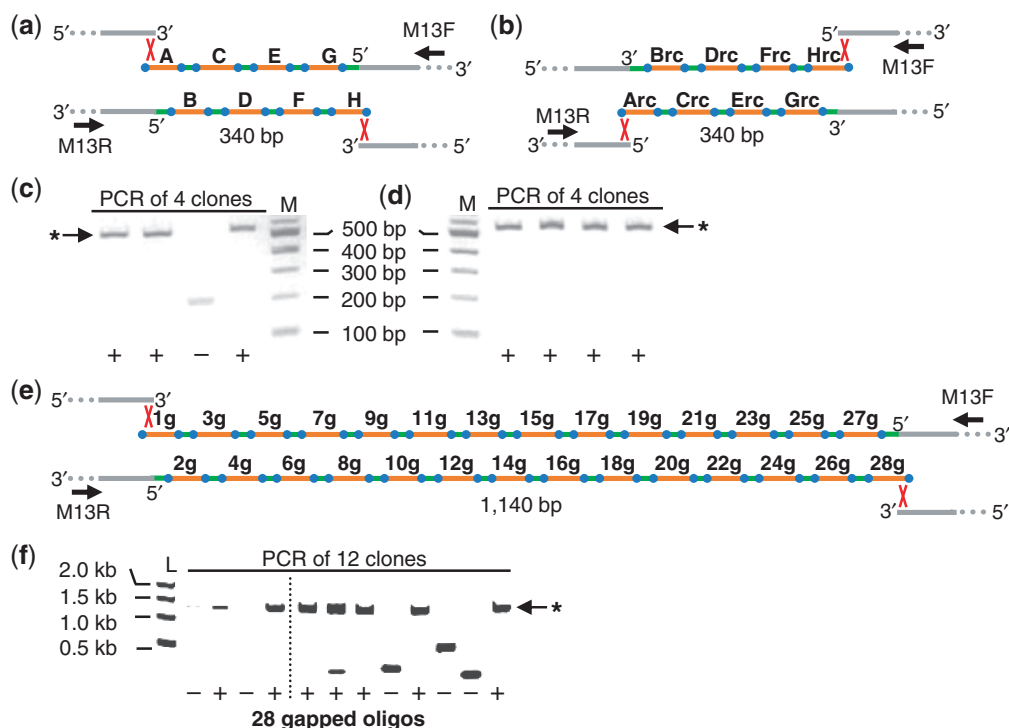 (a)
5′ 3′ M13F
A C E G 5′ 3′
3′ B D F H
5′ 340 bp
M13R 3′ 5′
(b)
5′ 3′
3′ Brc Drc Frc Hrc
5′ M13F
Arc Crc Erc Grc 5′
M13R 340 bp 3′
3′ 5′
(c)
PCR of 4 clones M
*
500 bp
400 bp
300 bp
200 bp
100 bp
+ + − +
(d)
M PCR of 4 clones
*
+ + + +
(e)
5′ 3′ M13F
1g 3g 5g 7g 9g 11g 13g 15g 17g 19g 21g 23g 25g 27g 5′ 3′
3′ 2g 4g 6g 8g 10g 12g 14g 16g 18g 20g 22g 24g 26g 28g
5′ 1,140 bp
M13R 3′ 5′
(f)
L PCR of 12 clones
2.0 kb
1.5 kb
1.0 kb
0.5 kb
*
− + − + + + + − + − − +
28 gapped oligos